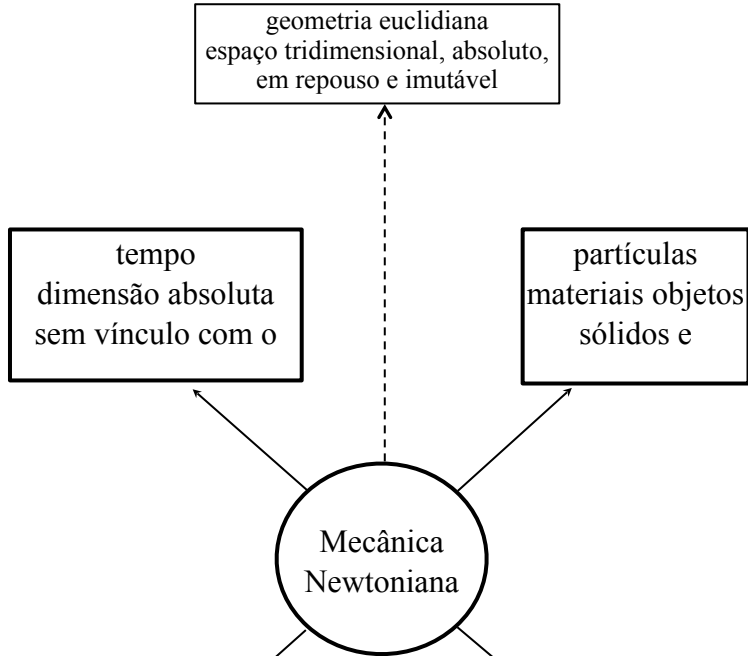 geometria euclidiana
espaço tridimensional, absoluto,
em repouso e imutável
tempo
dimensão absoluta
sem vínculo com o
partículas
materiais objetos
sólidos e
Mecânica
Newtoniana